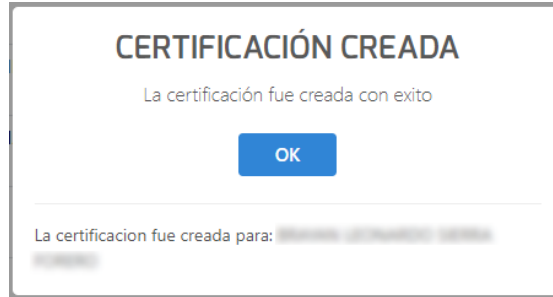 CERTIFICACIÓN CREADA
La certificación fue creada con exito
OK
La certificacion fue creada para: